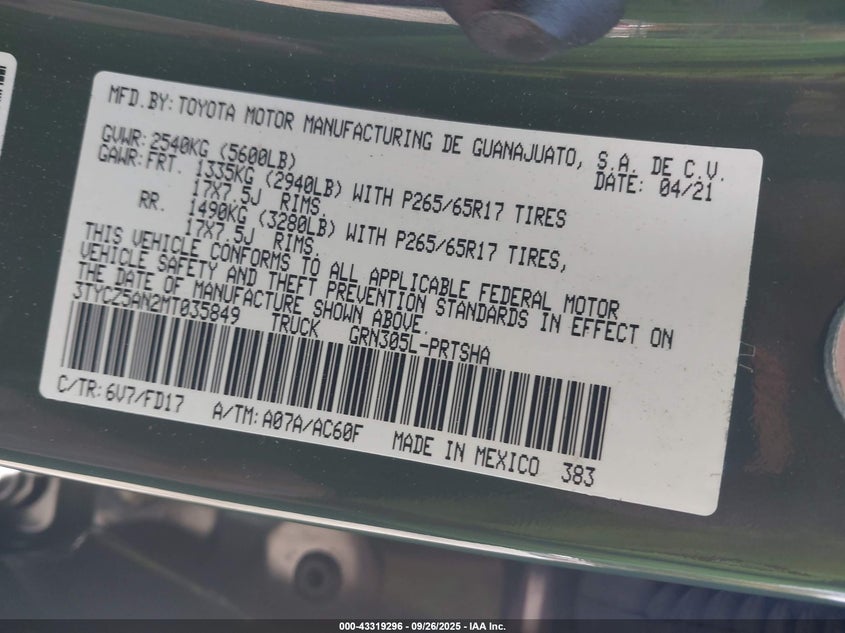 MFD.BY:TOYOTA MOTOR MANUFACTURING DE GUANAJUATO, S.A. DE C.V.
DATE: 04/21
GVWR:2540KG (5600LB)
GAWR:FRT. 1335KG (2940LB) WITH P265/65R17 TIRES
17X7.5J RIMS.
RR. 1490KG (3280LB) WITH P265/65R17 TIRES,
17X7.5J RIMS.
THIS VEHICLE CONFORMS TO ALL APPLICABLE FEDERAL MOTOR
VEHICLE SAFETY AND THEFT PREVENTION STANDARDS IN EFFECT ON
THE DATE OF MANUFACTURE SHOWN ABOVE.
3TYCZ5AN2MT035849 TRUCK GRN305L-PRTSHA
C/TR:6V7/FD17 A/TM:A07A/AC60F MADE IN MEXICO 383
000-43319296 - 09/26/2025 - IAA Inc.